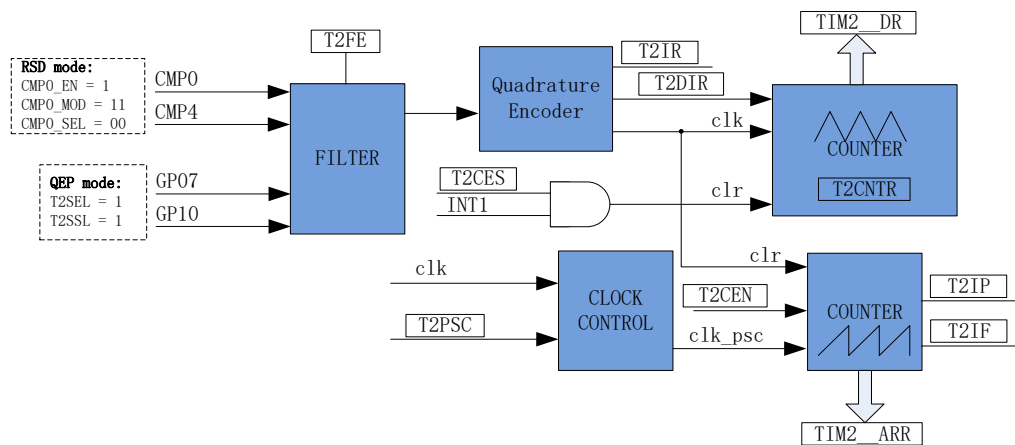 TIM2__DR
T2FE
RSD mode:
CMP0_EN = 1
CMP0_MOD = 11
CMP0_SEL = 00
CMP0
CMP4
FILTER
Quadrature
Encoder
T2IR
T2DIR
clk
COUNTER
T2CNTR
QEP mode:
T2SEL = 1
T2SSL = 1
GP07
GP10
T2CES
INT1
clr
clk
T2PSC
CLOCK
CONTROL
clr
T2CEN
clk_psc
COUNTER
T2IP
T2IF
TIM2__ARR